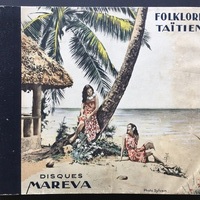 FOLKLORE
TAÏTIEN
DISQUES
MAREVA